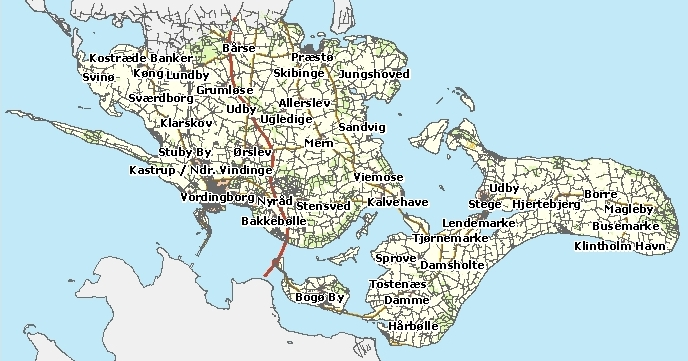 Bårse
Kostræde Banker
Præstø
Svinø
Køng
Lundby
Skibinge
Jungshoved
Grumløse
Sværdborg
Allerslev
Udby
Ugledige
Klarskov
Sandvig
Mern
Stuby By
Ørslev
Kastrup / Ndr. Vindinge
Viemose
Udby
Borre
Vordingborg
Nyråd
Stensved
Kalvehave
Stege
Hjertebjerg
Magleby
Bakkebølle
Lendemarke
Busemarke
Tjørnemarke
Klintholm Havn
Sprove
Damsholte
Tostenæs
Bogø By
Damme
Hårbølle